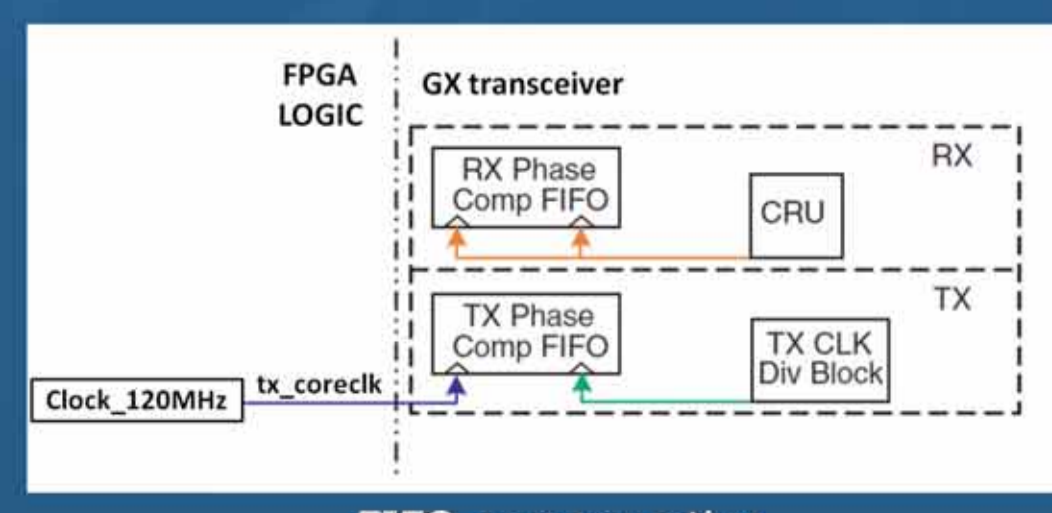 FPGA
LOGIC
GX transceiver
RX
RX Phase
Comp FIFO
CRU
TX
TX Phase
Comp FIFO
TX CLK
Div Block
Clock_120MHz
tx_coreclk